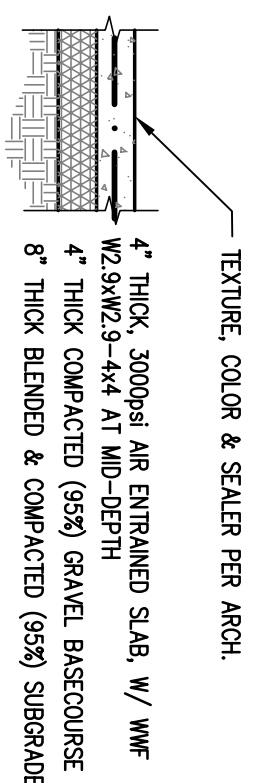 TEXTURE, COLOR & SEALER PER ARCH.
4" THICK, 3000psi AIR ENTRAINED SLAB, W/ WWF
W2.9xW2.9-4x4 AT MID-DEPTH
4" THICK, COMPACTED (95%) GRAVEL BASECOURSE
8" THICK BLENDED & COMPACTED (95%) SUBGRADE